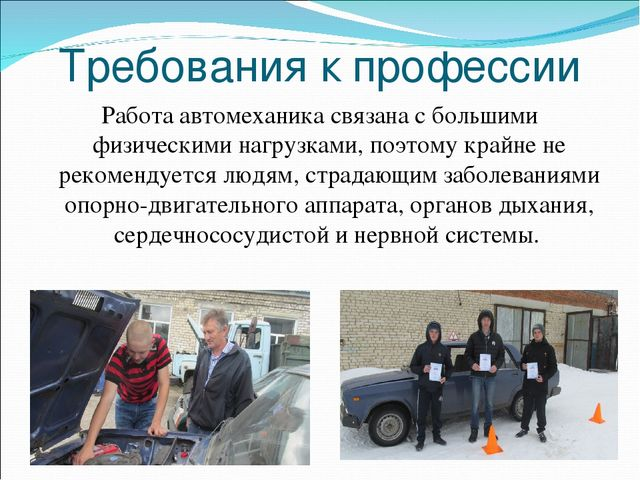 Требования к профессии
Работа автомеханика связана с большими
физическими нагрузками, поэтому крайне не
рекомендуется людям, страдающим заболеваниями
опорно-двигательного аппарата, органов дыхания,
сердечнососудистой и нервной системы.